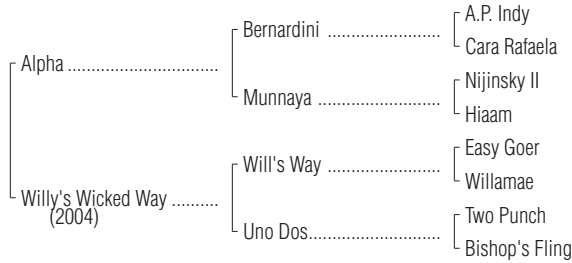 A.P. Indy
Bernardini ........................
Cara Rafaela
Alpha ................................
Nijinsky II
Munnaya ..........................
Hiaam
Easy Goer
Will's Way ........................
Willamae
Willy's Wicked Way ..........
(2004)
Two Punch
Uno Dos............................
Bishop's Fling